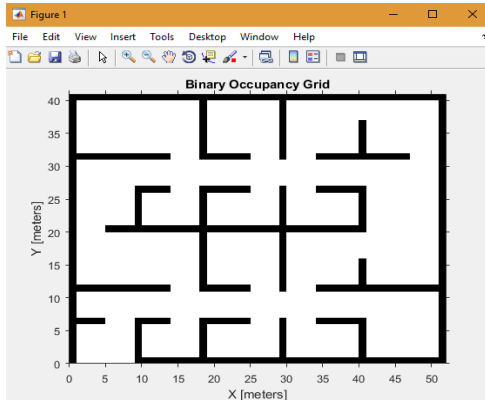 Figure 1
File Edit View Insert Tools Desktop Window Help
Binary Occupancy Grid
40
35
30
25
20
15
10
5
0
Y [meters]
0 5 10 15 20 25 30 35 40 45 50
X [meters]